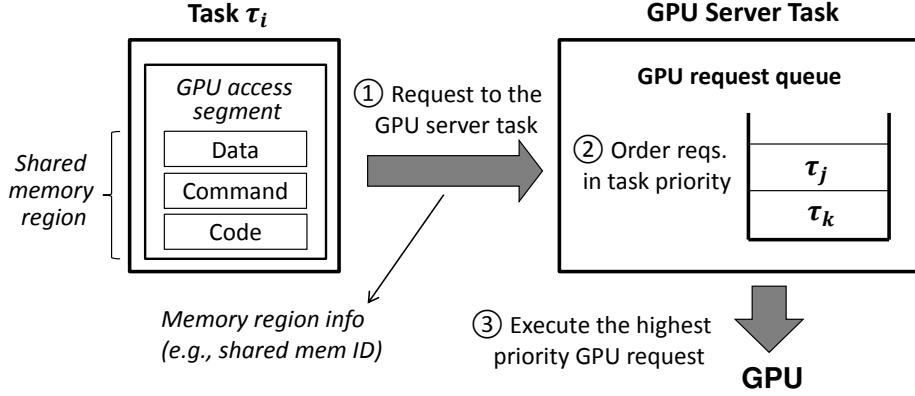 Task τᵢ
GPU access
segment
Data
Command
Code
Shared
memory
region
① Request to the
GPU server task
Memory region info
(e.g., shared mem ID)
GPU Server Task
GPU request queue
② Order reqs.
in task priority
τⱼ
τₖ
③ Execute the highest
priority GPU request
GPU